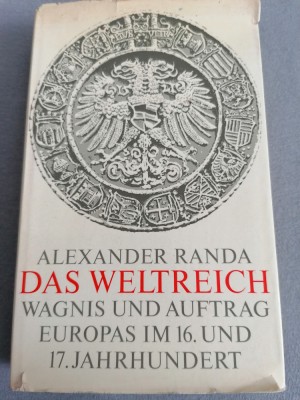 ALEXANDER RANDA
DAS WELTREICH
WAGNIS UND AUFTRAG
EUROPAS IM 16. UND
17. JAHRHUNDERT